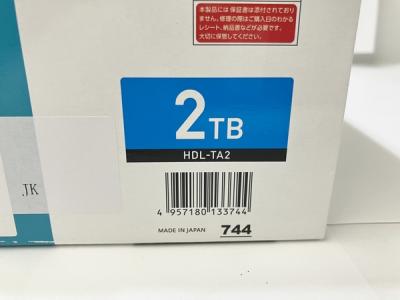 本製品には保証書は添付されており
ません。修理の際はご購入日のわかる
レシート、納品書などが必要です。
大切に保管してください。
2TB
HDL-TA2
JK
4 957180 133744
MADE IN JAPAN 744